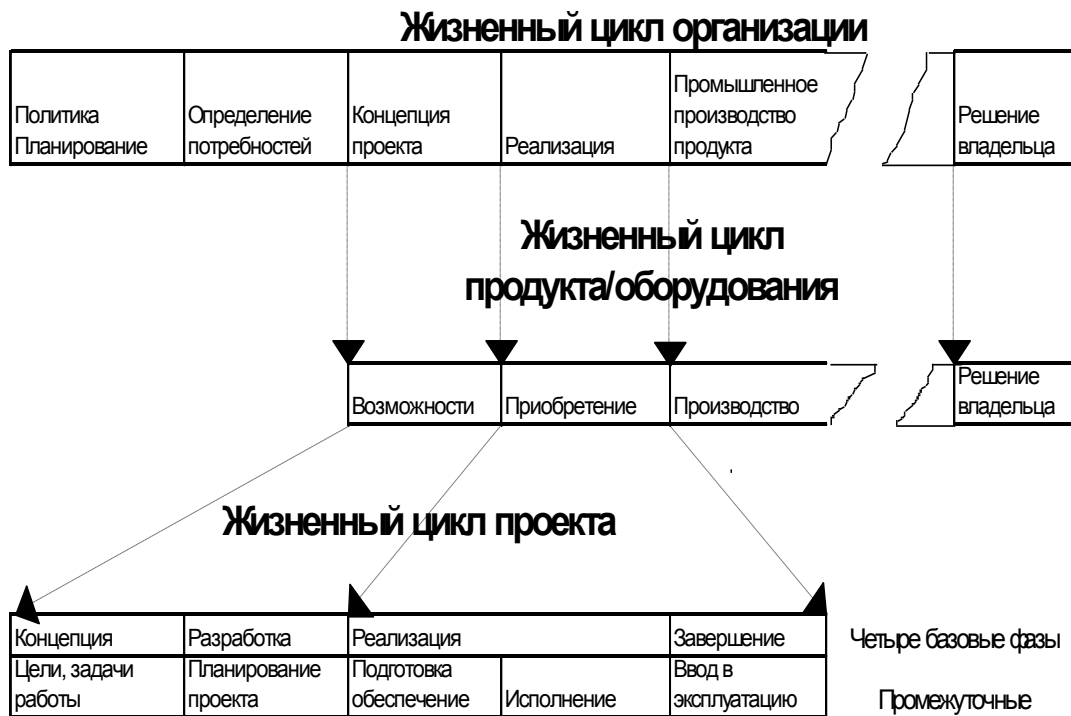 Жизненный цикл организации
Политика
Планирование
Определение
потребностей
Концепция
проекта
Реализация
Промышленное
производство
продукта
Решение
владельца
Жизненный цикл
продукта/оборудования
Возможности
Приобретение
Производство
Решение
владельца
Жизненный цикл проекта
Концепция
Разработка
Реализация
Завершение
Четыре базовые фазы
Цели, задачи
работы
Планирование
проекта
Подготовка
обеспечение
Исполнение
Ввод в
эксплуатацию
Промежуточные